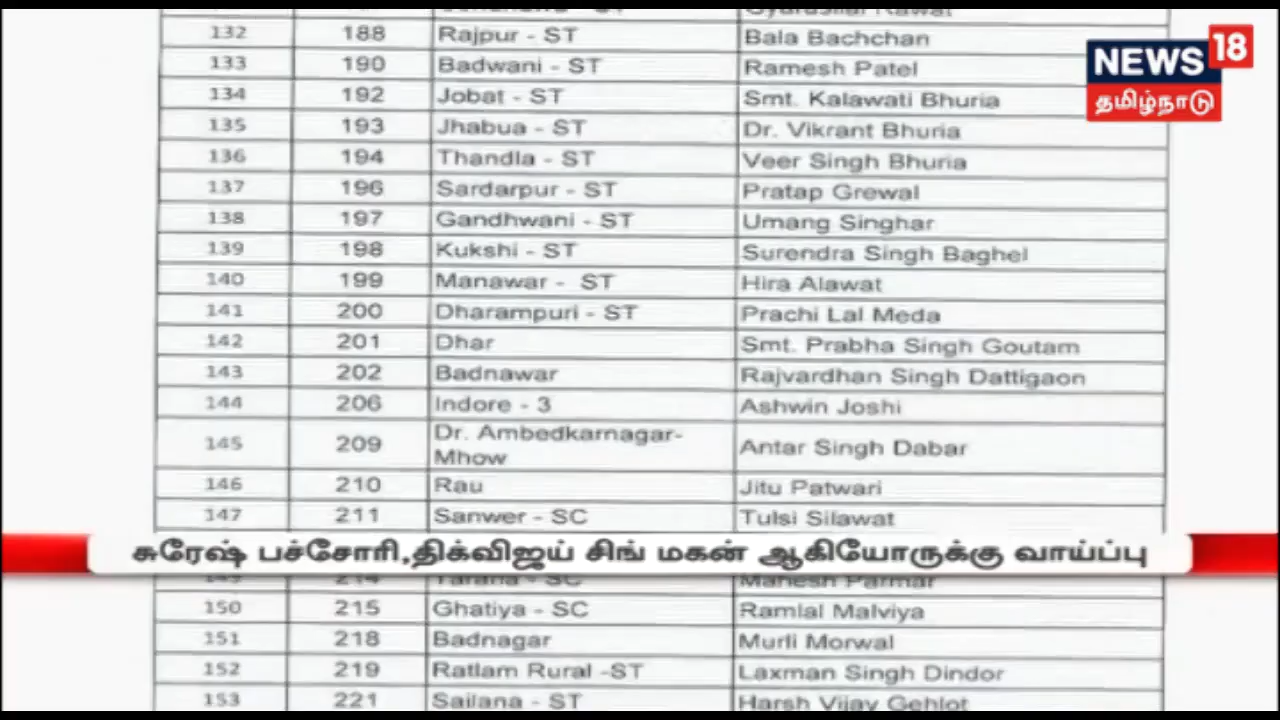 132 188 Rajpur - ST Bala Bachchan
133 190 Badwani - ST Ramesh Patel
134 192 Jobat - ST Smt. Kalawati Bhuria
135 193 Jhabua - ST Dr. Vikrant Bhuria
136 194 Thandla - ST Veer Singh Bhuria
137 196 Sardarpur - ST Pratap Grewal
138 197 Gandhwani - ST Umang Singhar
139 198 Kukshi - ST Surendra Singh Baghel
140 199 Manawar - ST Hira Alawat
141 200 Dharampuri - ST Prachi Lal Meda
142 201 Dhar Smt. Prabha Singh Goutam
143 202 Badnawar Rajvardhan Singh Dattigaon
144 206 Indore - 3 Ashwin Joshi
145 209 Dr. Ambedkarnagar-
Mhow Antar Singh Dabar
146 210 Rau Jitu Patwari
147 211 Sanwer - SC Tulsi Silawat
சுரேஷ் பச்சோரி,திக்விஜய் சிங் மகன் ஆகியோருக்கு வாய்ப்பு
149 214 Tarana - SC Mahesh Parmar
150 215 Ghatiya - SC Ramlal Malviya
151 218 Badnagar Murli Morwal
152 219 Ratlam Rural -ST Laxman Singh Dindor
153 221 Sailana - ST Harsh Vijay Gehlot
NEWS 18
தமிழ்நாடு